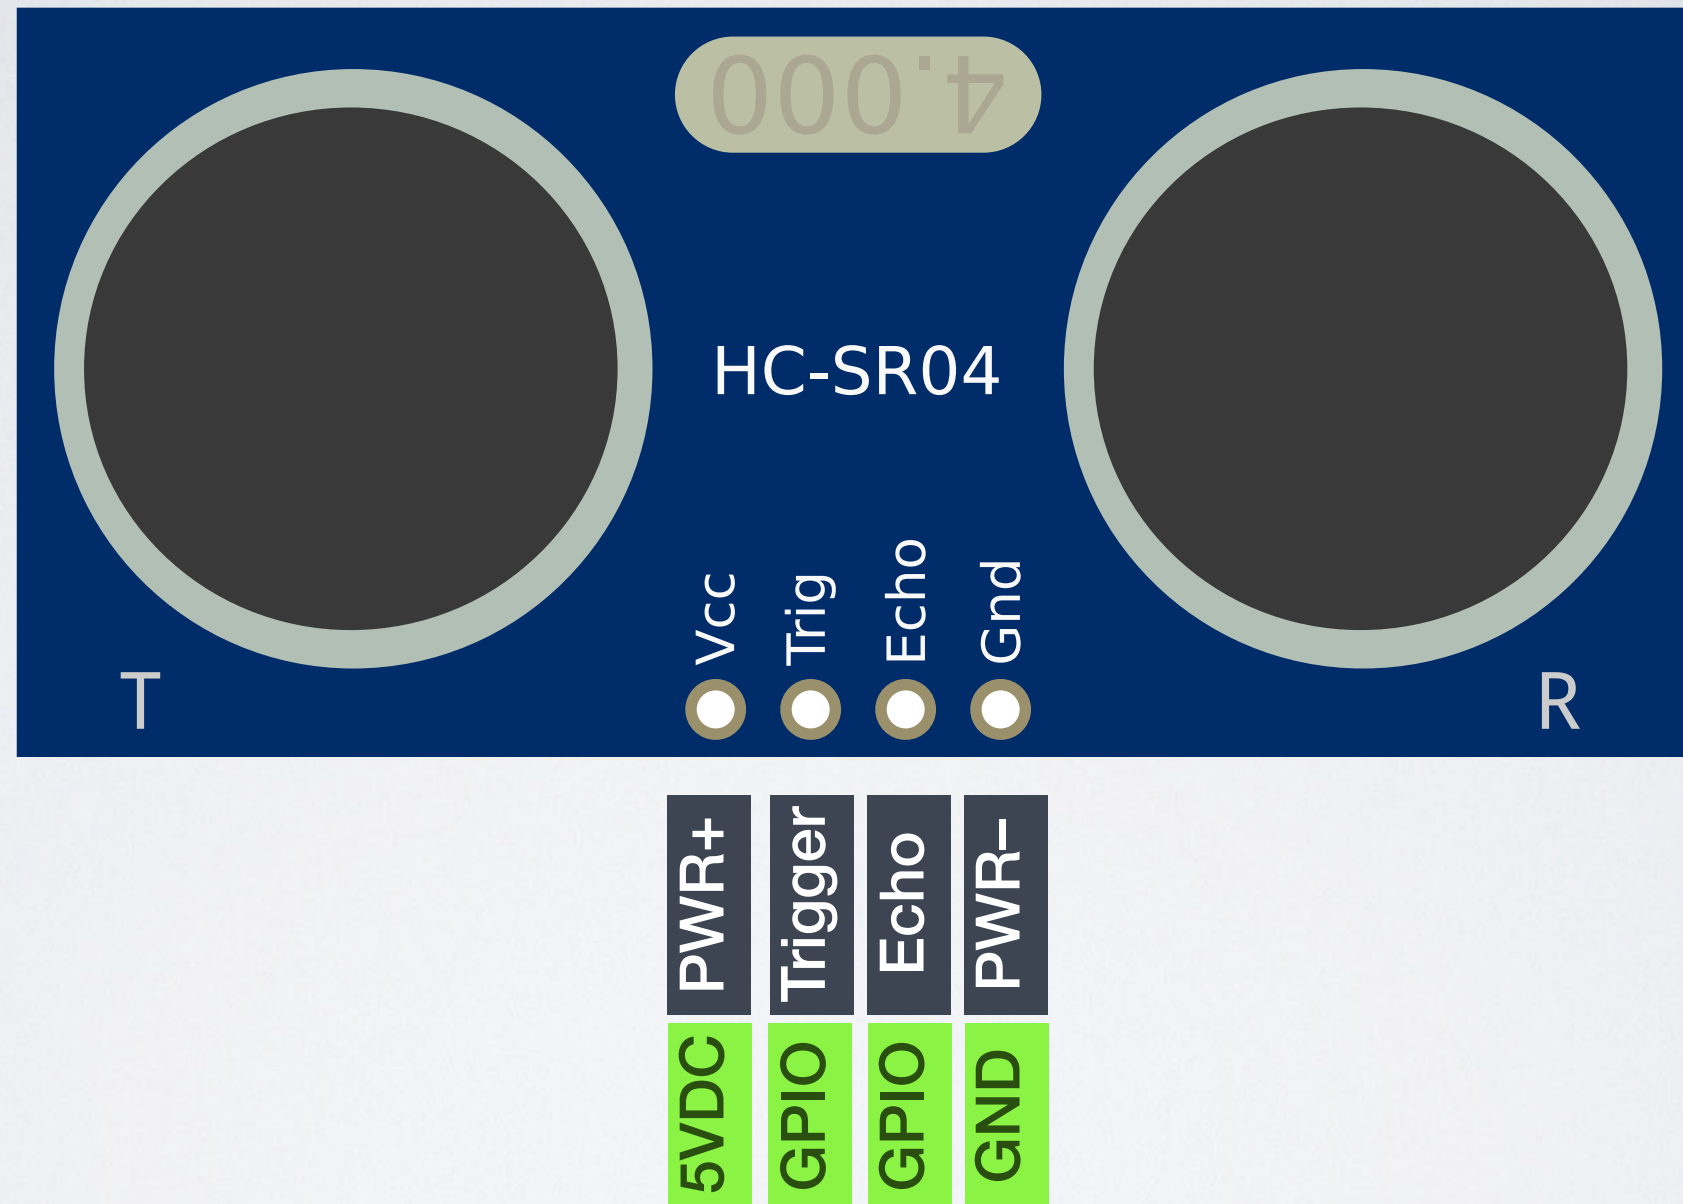 4.000
HC-SR04
Vcc
Trig
Echo
Gnd
T
R
PWR+
Trigger
Echo
PWR–
5VDC
GPIO
GPIO
GND